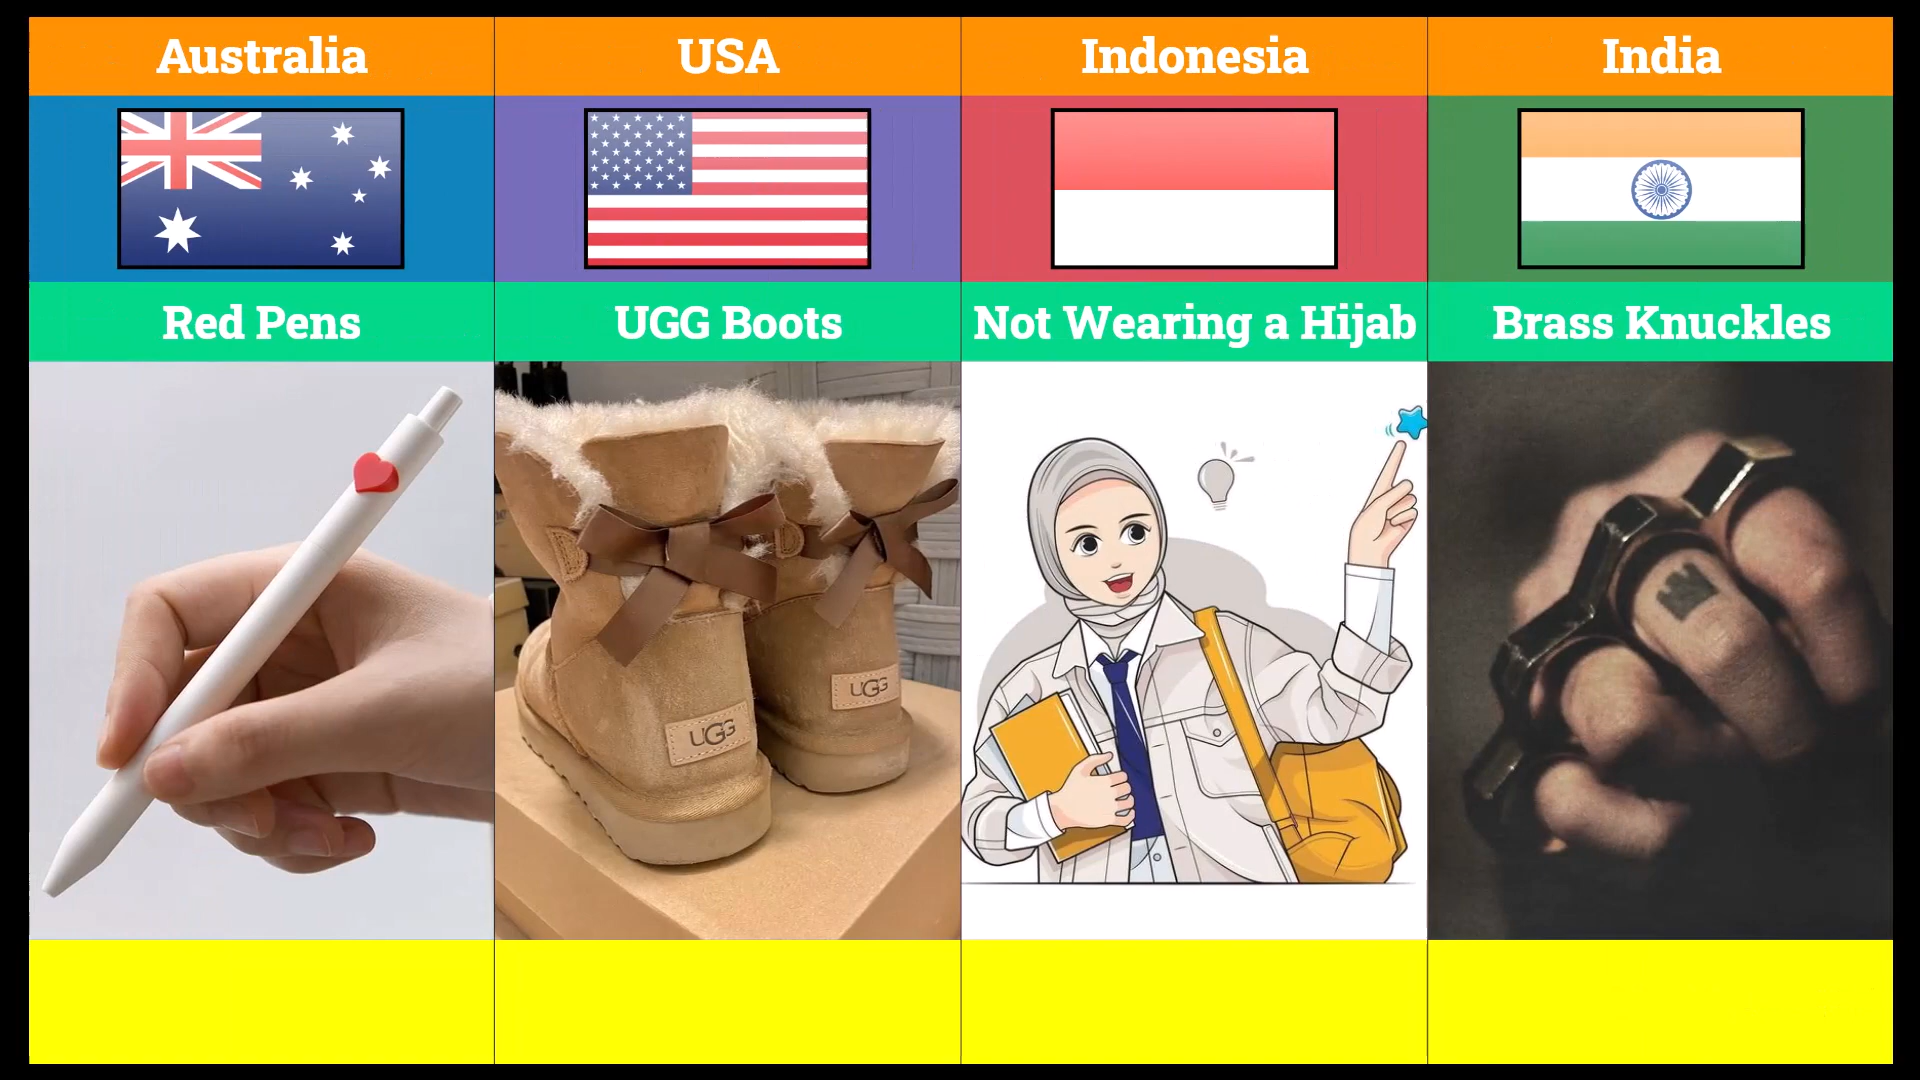 Australia
USA
Indonesia
India
Red Pens
UGG Boots
Not Wearing a Hijab
Brass Knuckles
UGG
UGG